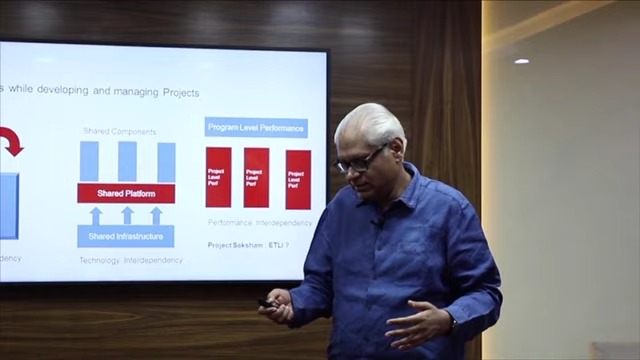 s while developing and managing Projects
Shared Components
Shared Platform
Shared Infrastructure
Technology Interdependency
Program Level Performance
Project
Level
Perf
Project
Level
Perf
Project
Level
Perf
Performance Interdependency
Project Saksham : ETLI ?
dency